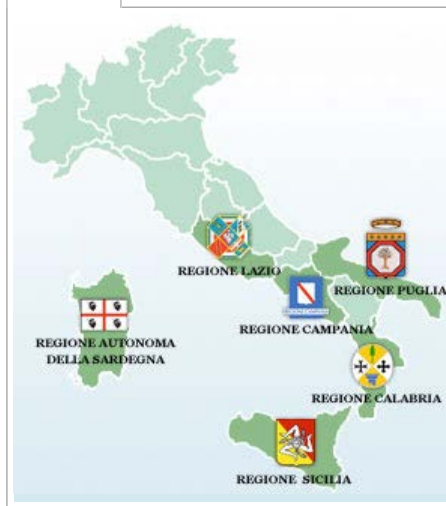 REGIONE LAZIO
REGIONE PUGLIA
REGIONE CAMPANIA
REGIONE AUTONOMA
DELLA SARDEGNA
REGIONE CALABRIA
REGIONE SICILIA